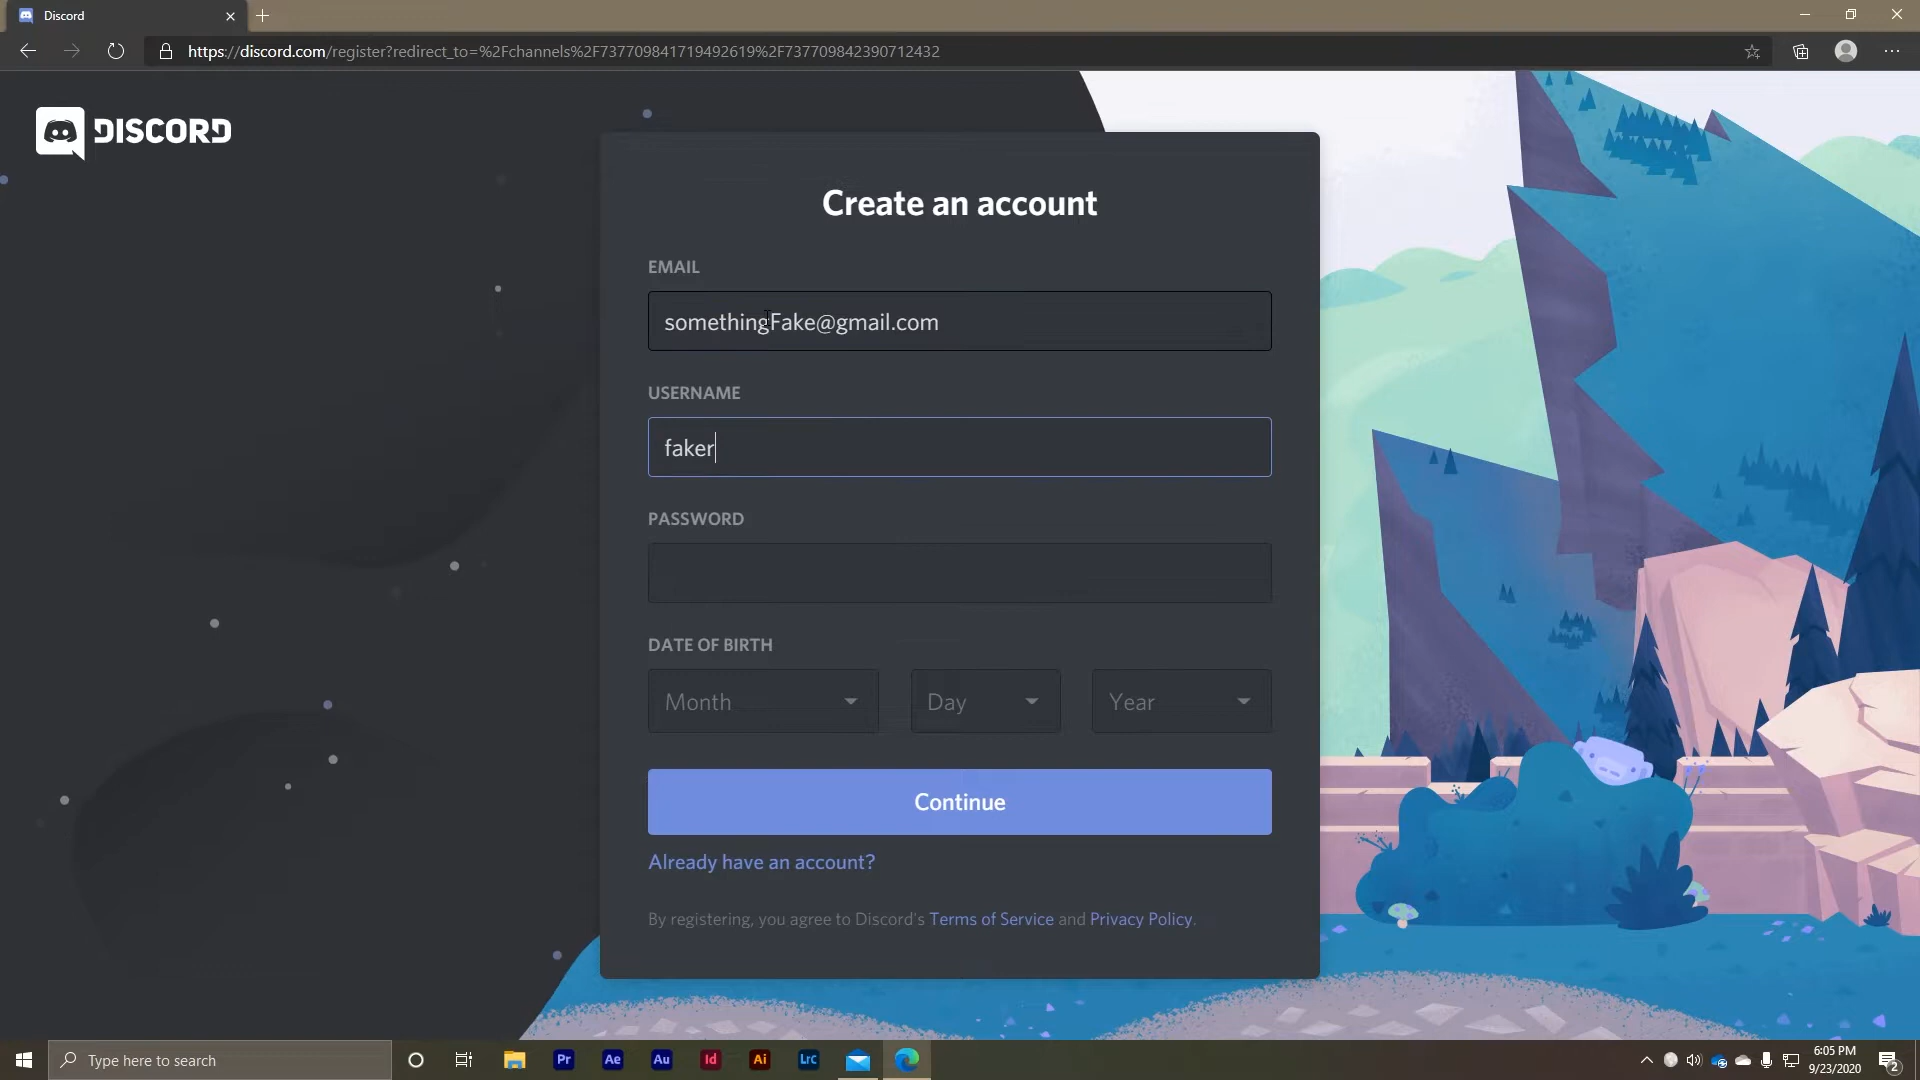 Discord
https://discord.com/register?redirect_to=%2Fchannels%2F737709841719492619%2F737709842390712432
DISCORD
Create an account
EMAIL
somethingFake@gmail.com
USERNAME
faker
PASSWORD
DATE OF BIRTH
Month Day Year
Continue
Already have an account?
By registering, you agree to Discord's Terms of Service and Privacy Policy.
Type here to search
Pr Ae Au Id Ai Lrc
6:05 PM
9/23/2020
2